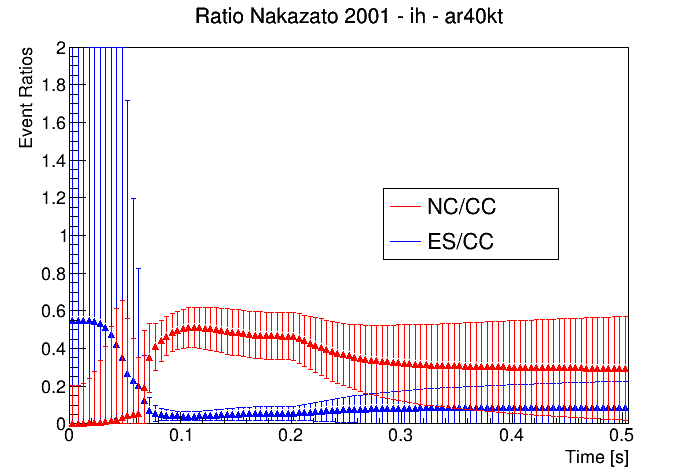 Ratio Nakazato 2001 - ih - ar40kt
Event Ratios
2
1.8
1.6
1.4
1.2
1
0.8
0.6
0.4
0.2
0
NC/CC
ES/CC
0 0.1 0.2 0.3 0.4 0.5
Time [s]